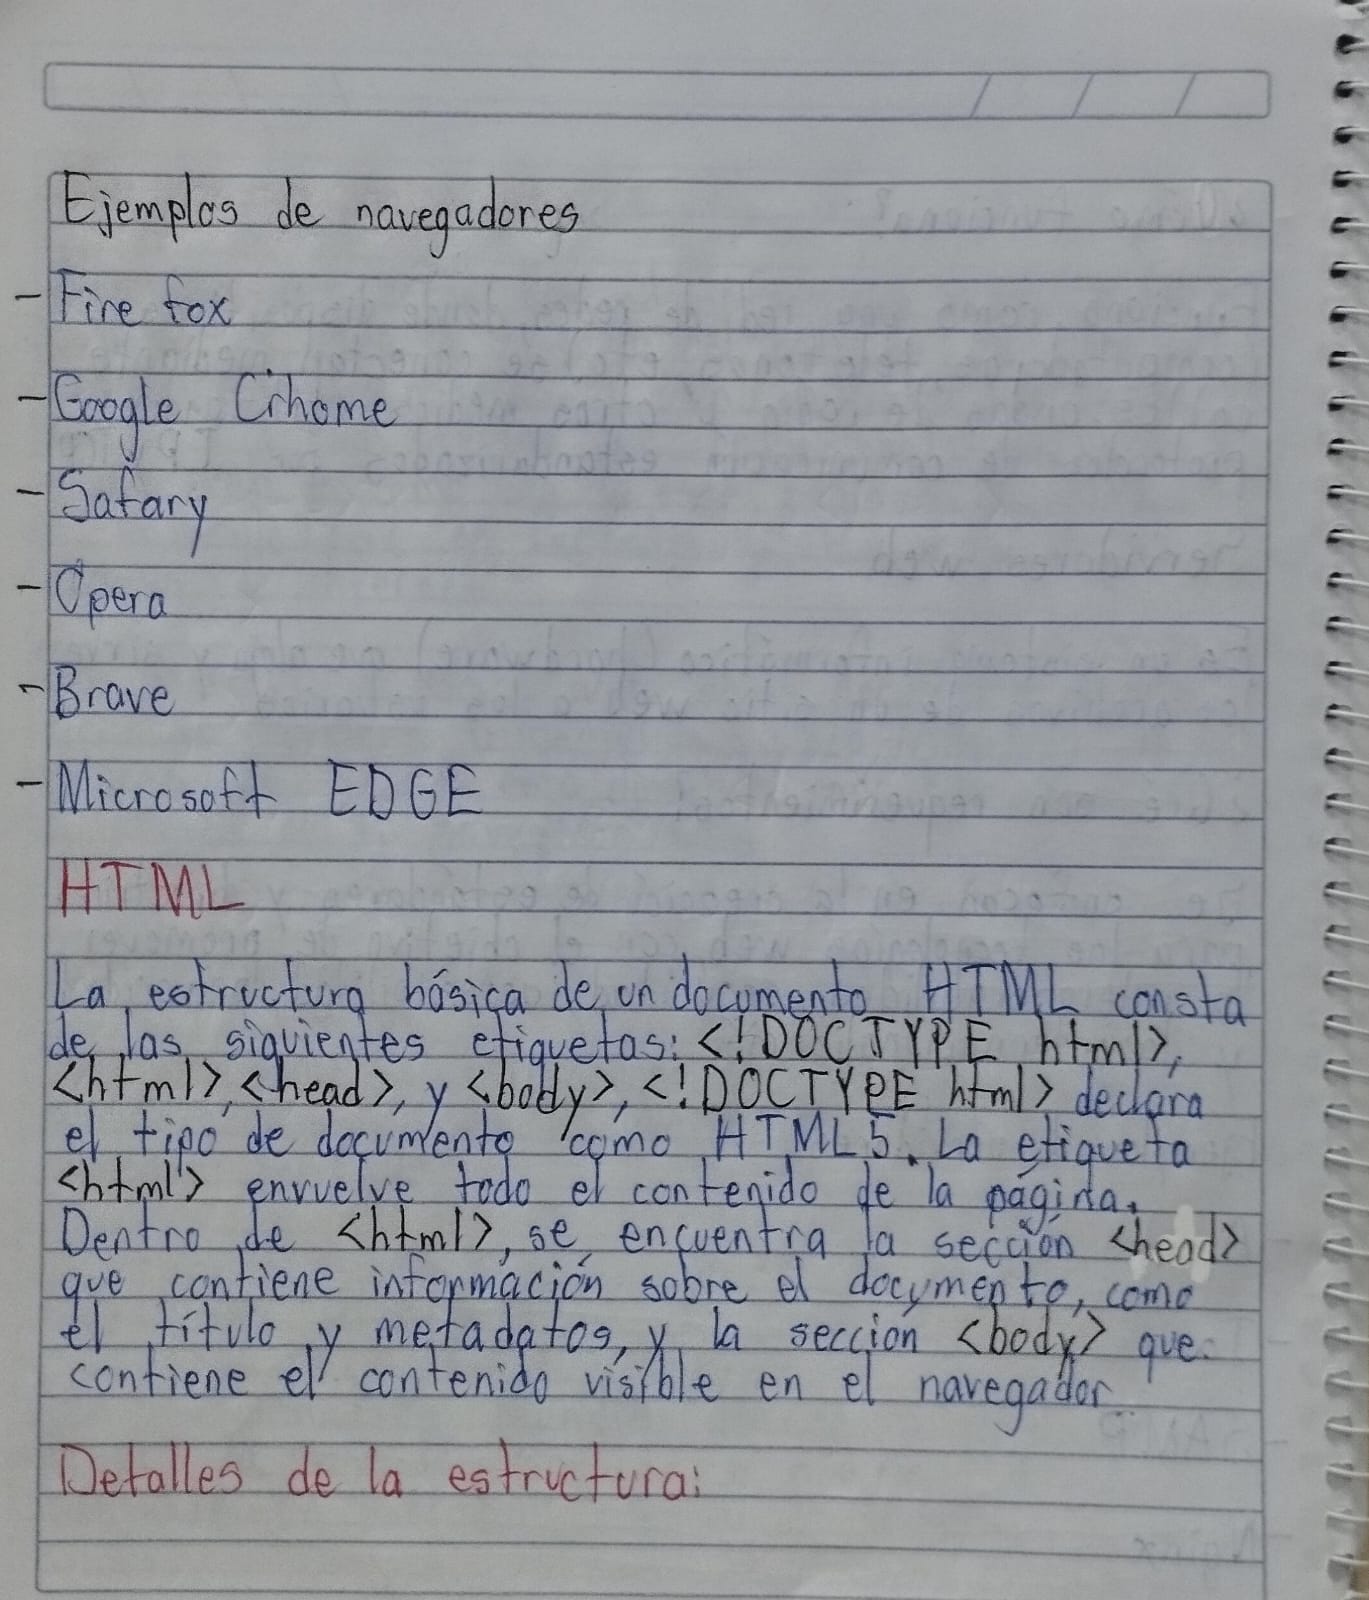 Ejemplos de navegadores
- Fire fox
- Google Crhome
- Safary
- Opera
- Brave
- Microsoft EDGE
HTML
La estructura básica de un documento HTML consta
de las siguientes etiquetas: <!DOCTYPE html>,
<html>, <head>, y <body>, <!DOCTYPE html> declara
el tipo de documento como HTML 5. La etiqueta
<html> envuelve todo el contenido de la página.
Dentro de <html>, se encuentra la sección <head>
que contiene información sobre el documento, como
el título y metadatos, y la sección <body> que
contiene el contenido visible en el navegador
Detalles de la estructura: